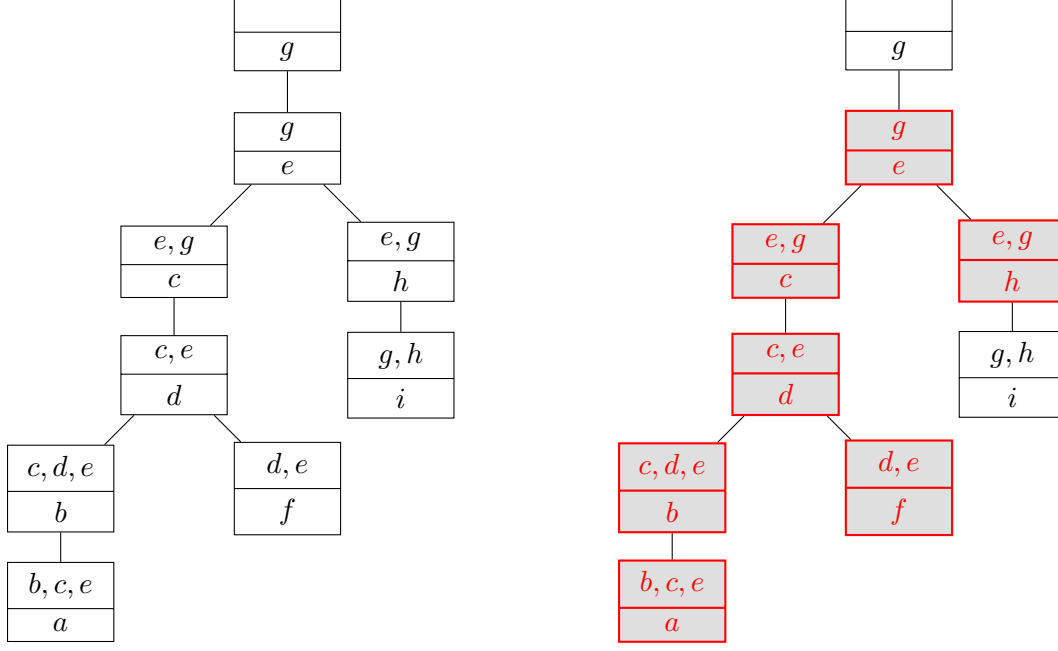 g
g
e
e, g
c
e, g
h
c, e
d
g, h
i
c, d, e
b
d, e
f
b, c, e
a
g
g
e
e, g
c
e, g
h
c, e
d
g, h
i
c, d, e
b
d, e
f
b, c, e
a